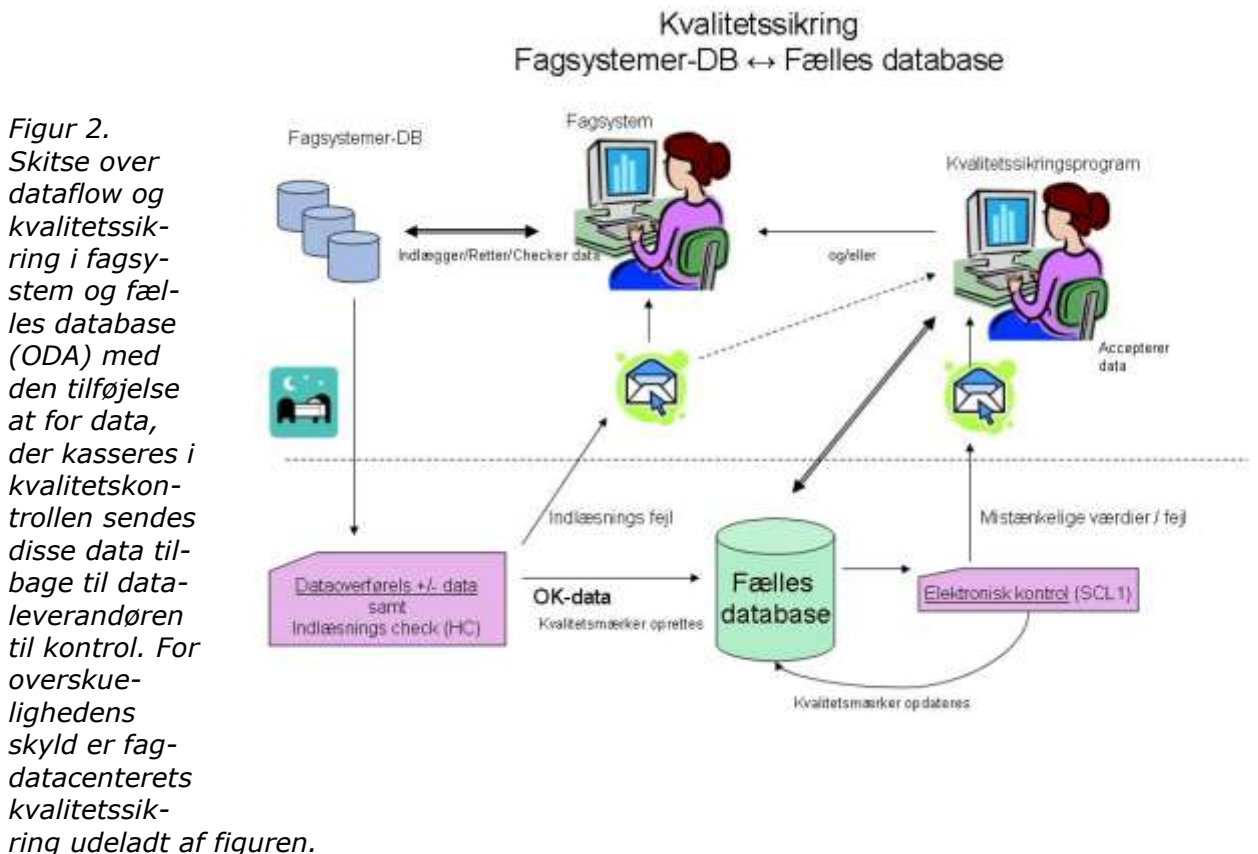 Kvalitetssikring
Fagsystemer-DB ↔ Fælles database
Figur 2.
Skitse over
dataflow og
kvalitetssik-
ring i fagsy-
stem og fæl-
les database
(ODA) med
den tilføjelse
at for data,
der kasseres i
kvalitetskon-
trollen sendes
disse data til-
bage til data-
leverandøren
til kontrol. For
overskue-
lighedens
skyld er fag-
datacenterets
kvalitetssik-
ring udeladt af figuren.
Fagsystemer-DB
Fagsystem
Kvalitetssikringsprogram
Indlægger/Retter/Checker data
og/eller
Accepterer
data
Indlæsnings fejl
Mistænkelige værdier / fejl
Dataoverførels +/- data
samt
Indlæsnings check (HC)
OK-data
Kvalitetsmærker oprettes
Fælles
database
Elektronisk kontrol (SCL1)
Kvalitetsmærker opdateres